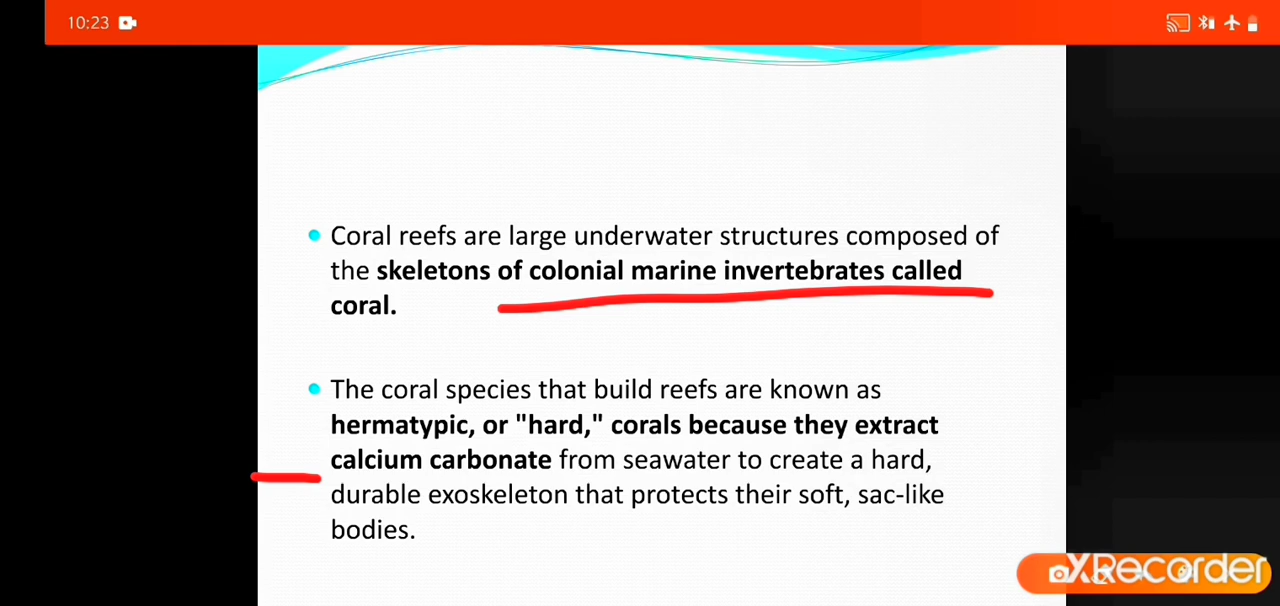 10:23
Coral reefs are large underwater structures composed of
the skeletons of colonial marine invertebrates called
coral.
The coral species that build reefs are known as
hermatypic, or "hard," corals because they extract
calcium carbonate from seawater to create a hard,
durable exoskeleton that protects their soft, sac-like
bodies.
XRecorder